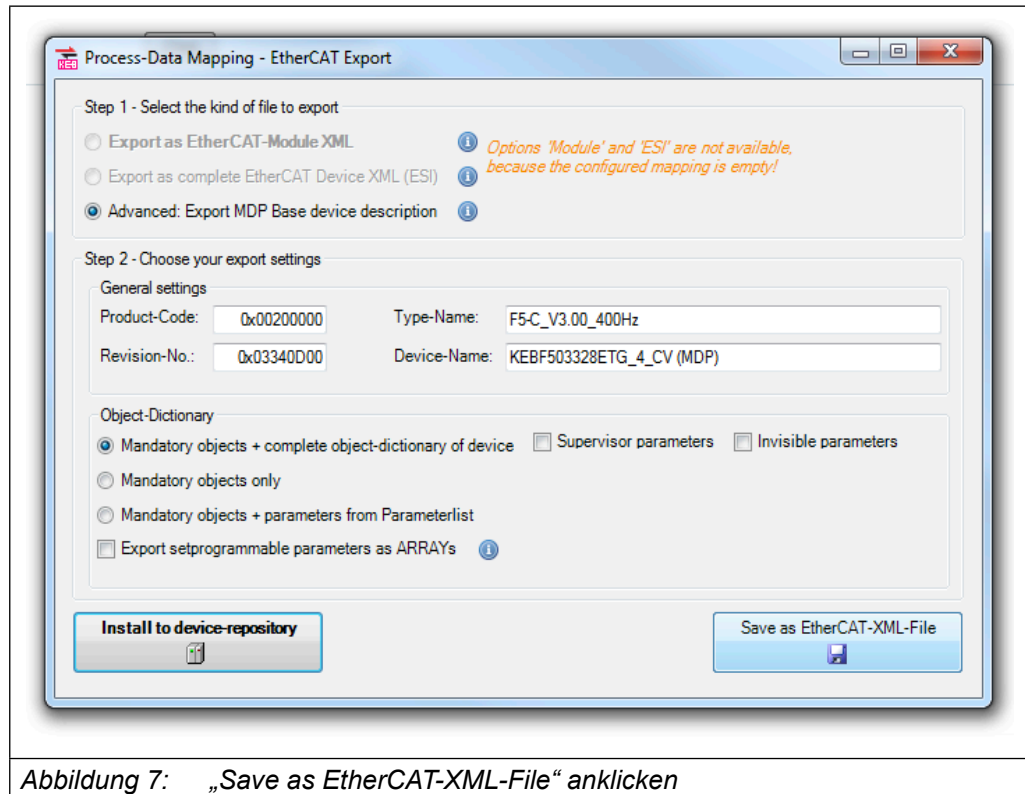 KEB
Process-Data Mapping - EtherCAT Export
Step 1 - Select the kind of file to export
Export as EtherCAT-Module XML
Options 'Module' and 'ESI' are not available,
because the configured mapping is empty!
Export as complete EtherCAT Device XML (ESI)
Advanced: Export MDP Base device description
Step 2 - Choose your export settings
General settings
Product-Code: 0x00200000 Type-Name: F5-C_V3.00_400Hz
Revision-No.: 0x03340D00 Device-Name: KEBF503328ETG_4_CV (MDP)
Object-Dictionary
Mandatory objects + complete object-dictionary of device Supervisor parameters Invisible parameters
Mandatory objects only
Mandatory objects + parameters from Parameterlist
Export setprogrammable parameters as ARRAYs
Install to device-repository Save as EtherCAT-XML-File
Abbildung 7: „Save as EtherCAT-XML-File“ anklicken